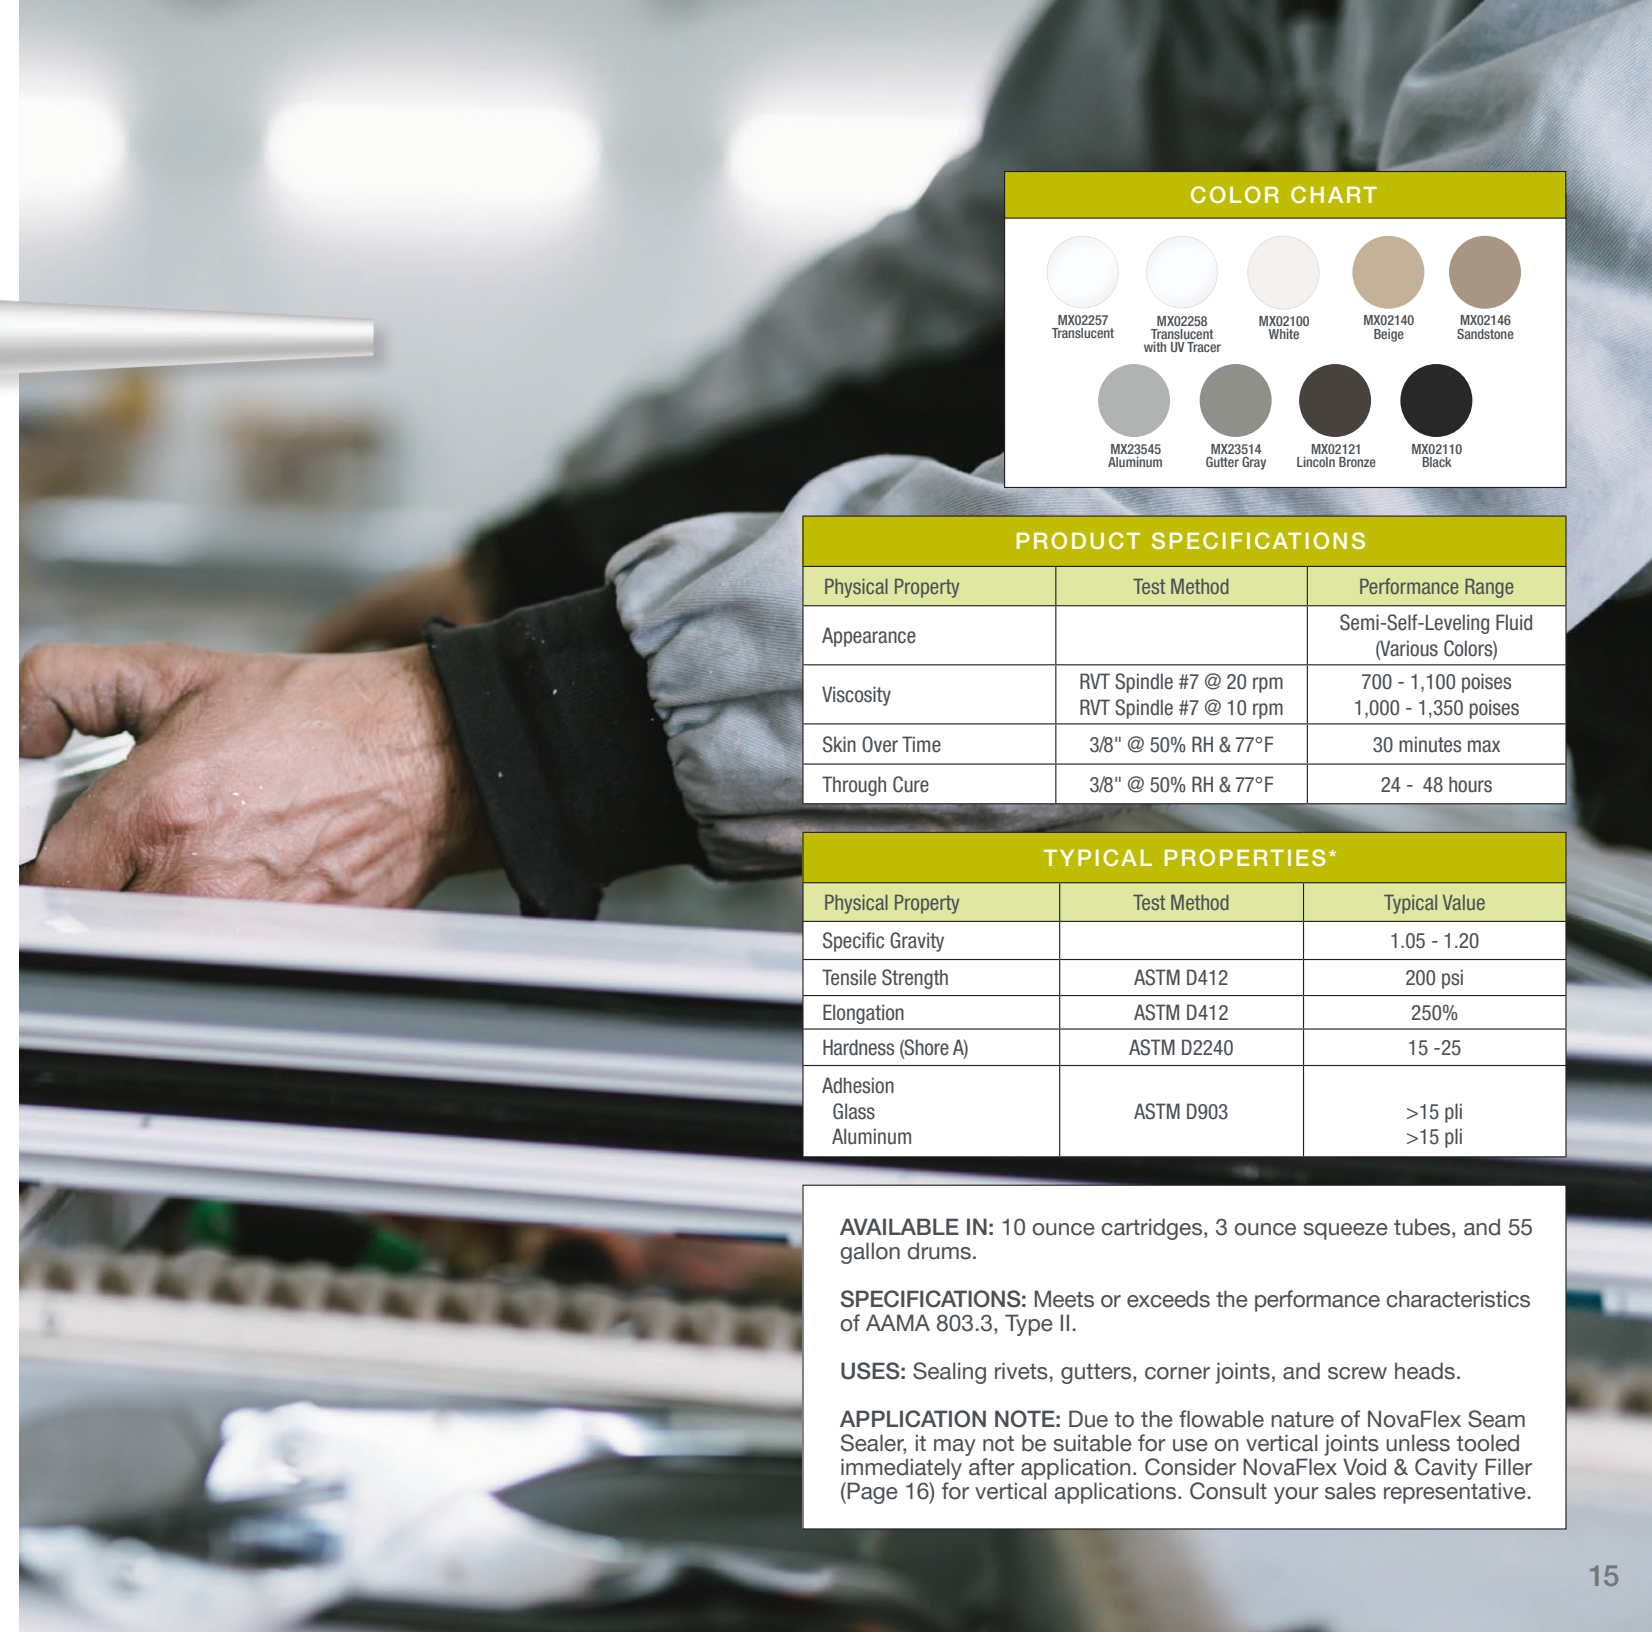 COLOR CHART
MX02257
Translucent
MX02258
Translucent
with UV Tracer
MX02100
White
MX02140
Beige
MX02146
Sandstone
MX23545
Aluminum
MX23514
Gutter Gray
MX02121
Lincoln Bronze
MX02110
Black
PRODUCT SPECIFICATIONS
Physical Property Test Method Performance Range
Appearance Semi-Self-Leveling Fluid
(Various Colors)
Viscosity RVT Spindle #7 @ 20 rpm 700 - 1,100 poises
RVT Spindle #7 @ 10 rpm 1,000 - 1,350 poises
Skin Over Time 3/8" @ 50% RH & 77°F 30 minutes max
Through Cure 3/8" @ 50% RH & 77°F 24 - 48 hours
TYPICAL PROPERTIES*
Physical Property Test Method Typical Value
Specific Gravity 1.05 - 1.20
Tensile Strength ASTM D412 200 psi
Elongation ASTM D412 250%
Hardness (Shore A) ASTM D2240 15 -25
Adhesion
Glass ASTM D903 >15 pli
Aluminum >15 pli
AVAILABLE IN: 10 ounce cartridges, 3 ounce squeeze tubes, and 55
gallon drums.
SPECIFICATIONS: Meets or exceeds the performance characteristics
of AAMA 803.3, Type II.
USES: Sealing rivets, gutters, corner joints, and screw heads.
APPLICATION NOTE: Due to the flowable nature of NovaFlex Seam
Sealer, it may not be suitable for use on vertical joints unless tooled
immediately after application. Consider NovaFlex Void & Cavity Filler
(Page 16) for vertical applications. Consult your sales representative.
15